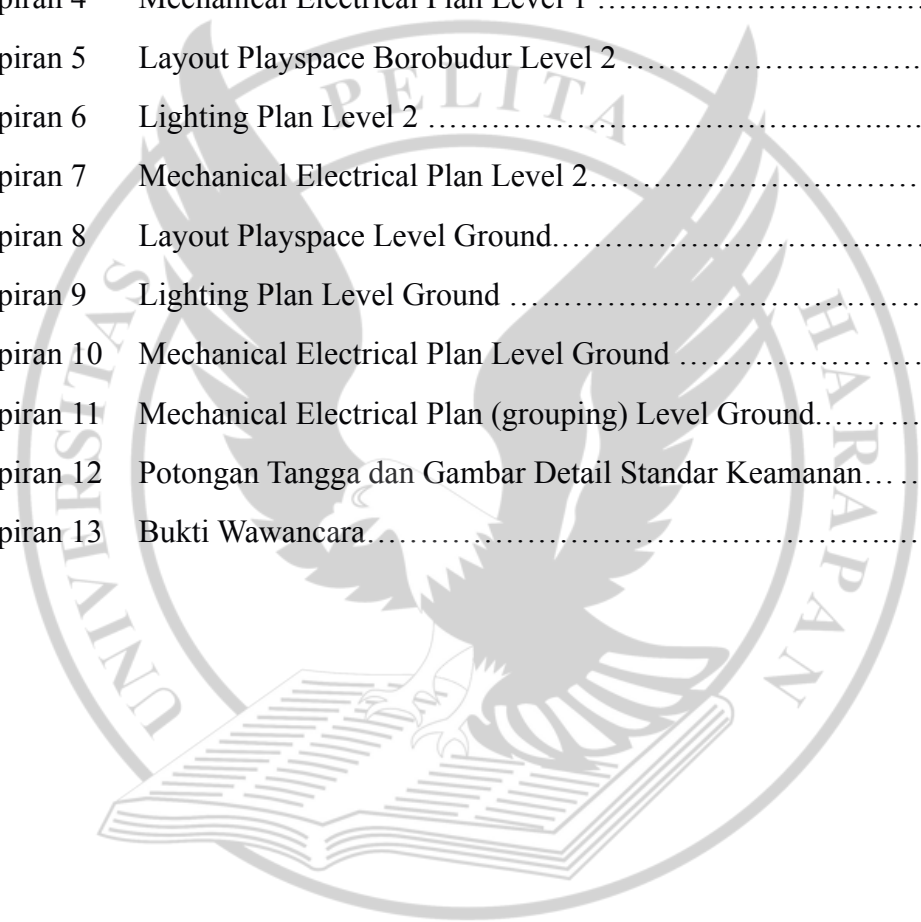 piran 4 Mechanical Electrical Plan Level 1 ……………………………
piran 5 Layout Playspace Borobudur Level 2 ………………………..
piran 6 Lighting Plan Level 2 ……………………………………………..
piran 7 Mechanical Electrical Plan Level 2……………………………
piran 8 Layout Playspace Level Ground…………………………………
piran 9 Lighting Plan Level Ground ……………………………………
piran 10 Mechanical Electrical Plan Level Ground ……………… ….
piran 11 Mechanical Electrical Plan (grouping) Level Ground.…… …
piran 12 Potongan Tangga dan Gambar Detail Standar Keamanan… ..
piran 13 Bukti Wawancara……………………………………………..…
UNIVERSITAS PELITA HARAPAN